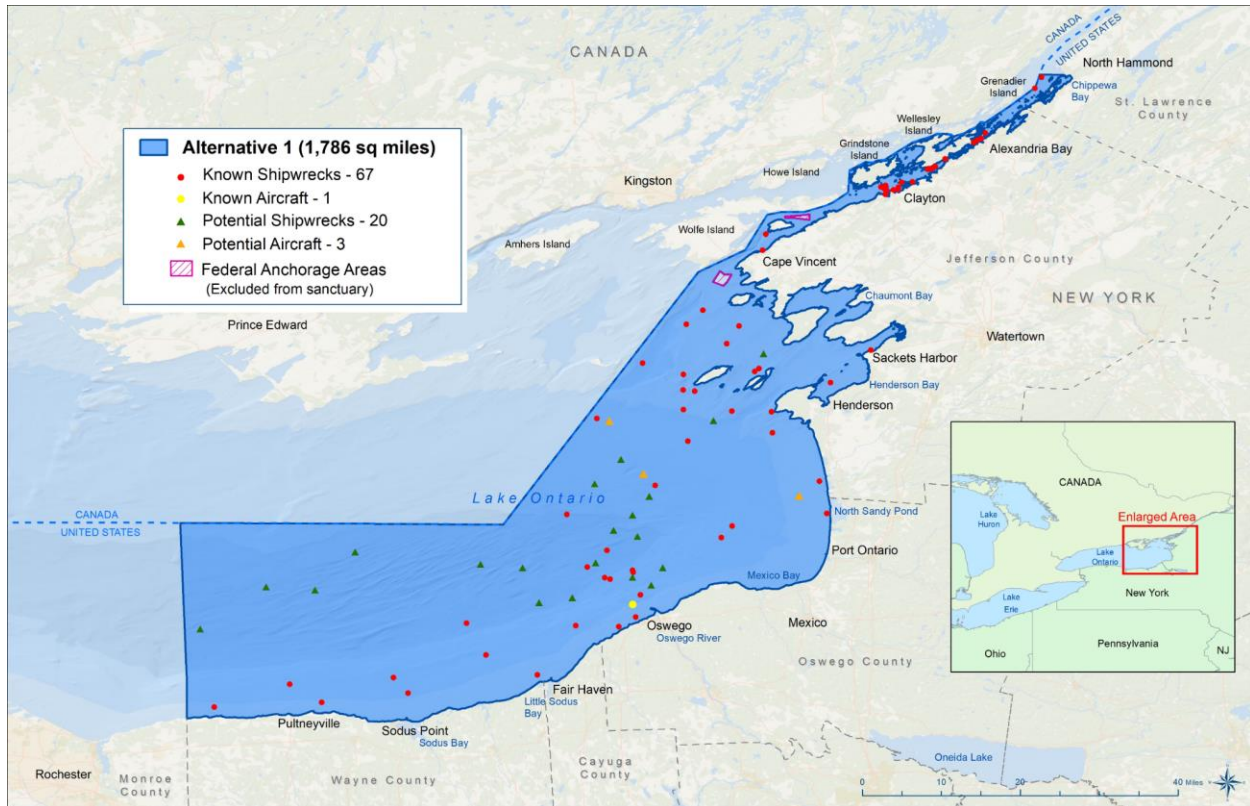 CANADA
CANADA
UNITED STATES
North Hammond
Grenadier
Island
Chippewa
Bay
St. Lawrence
County
Wellesley
Island
Alternative 1 (1,786 sq miles)
Known Shipwrecks - 67
Known Aircraft - 1
Potential Shipwrecks - 20
Potential Aircraft - 3
Federal Anchorage Areas
(Excluded from sanctuary)
Grindstone
Island
Alexandria Bay
Kingston
Howe Island
Clayton
Amhers Island
Wolfe Island
Cape Vincent
Jefferson County
Chaumont Bay
NEW YORK
Prince Edward
Watertown
Sackets Harbor
Henderson Bay
Henderson
Lake Ontario
CANADA
UNITED STATES
North Sandy Pond
Port Ontario
Mexico Bay
Oswego
Oswego River
Mexico
Oswego County
Fair Haven
Little Sodus
Bay
Pultneyville
Sodus Point
Sodus Bay
Rochester
Monroe
County
Wayne County
Cayuga
County
Oneida Lake
CANADA
Lake
Huron
Enlarged Area
Lake
Ontario
New York
Lake
Erie
Pennsylvania
Ohio
NJ
0 10 20 40 Miles